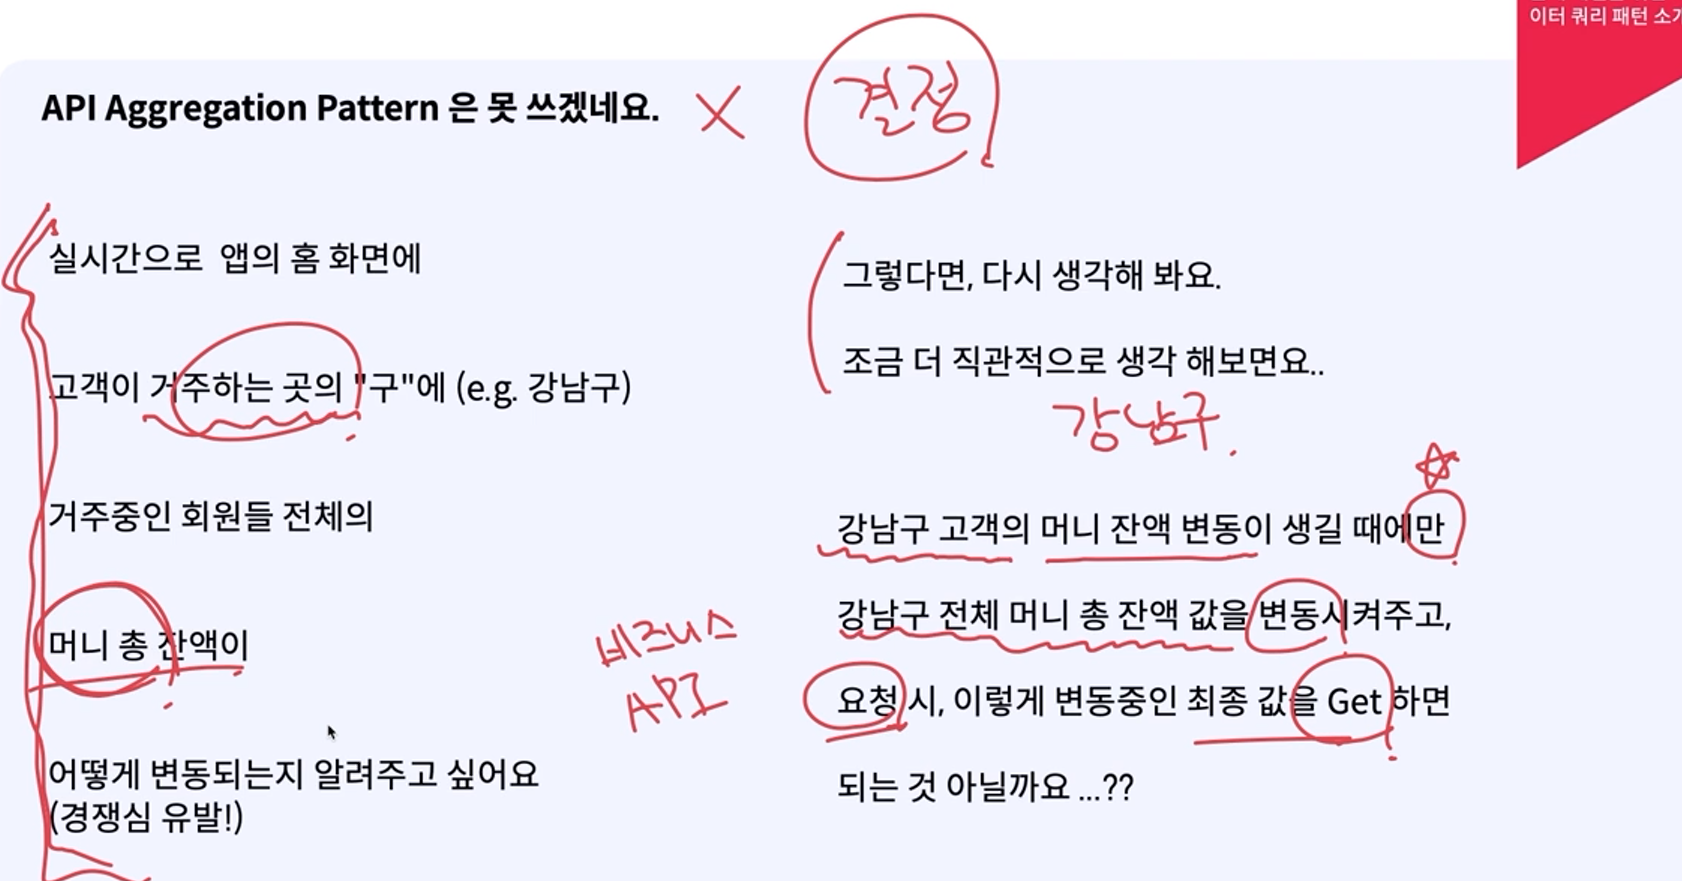 이터 쿼리 패턴 소개
API Aggregation Pattern 은 못 쓰겠네요. X
결정
실시간으로 앱의 홈 화면에
고객이 거주하는 곳의 "구"에 (e.g. 강남구)
거주중인 회원들 전체의
머니 총 잔액이
어떻게 변동되는지 알려주고 싶어요
(경쟁심 유발!)
비즈니스
API
그렇다면, 다시 생각해 봐요.
조금 더 직관적으로 생각 해보면요..
강남구.
강남구 고객의 머니 잔액 변동이 생길 때에만
강남구 전체 머니 총 잔액 값을 변동시켜주고,
요청 시, 이렇게 변동중인 최종 값을 Get 하면
되는 것 아닐까요 ...??